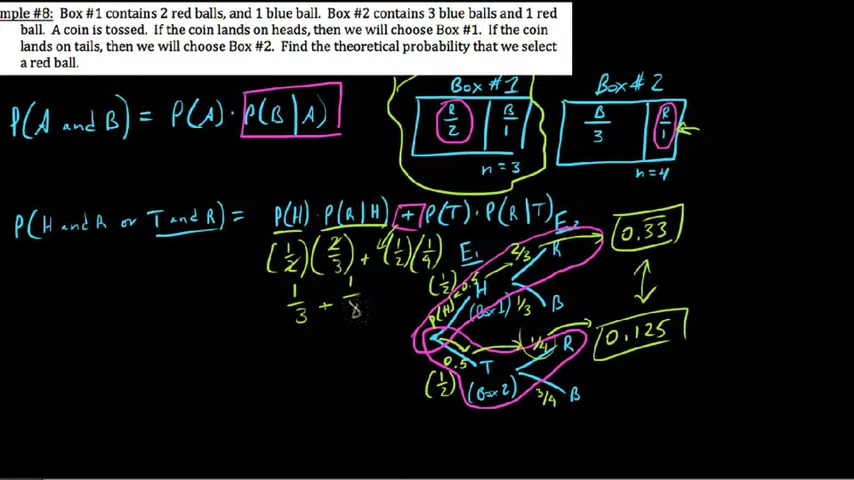 mple #8: Box #1 contains 2 red balls, and 1 blue ball. Box #2 contains 3 blue balls and 1 red
ball. A coin is tossed. If the coin lands on heads, then we will choose Box #1. If the coin
lands on tails, then we will choose Box #2. Find the theoretical probability that we select
a red ball.
Box #1
Box #2
P(A and B) = P(A) · P(B | A)
R B
2 1
n = 3
B R
3 1
n = 4
P(H and R or T and R) = P(H) · P(R | H) + P(T) · P(R | T)
(1/2)(2/3) + (1/2)(1/4)
1/3 + 1/8
E1
E2
(1/2) 0.5
P(H)
H
(Box 1)
2/3 R
1/3 B
0.33
0.5
(1/2)
T
(Box 2)
(1/4) R
3/4 B
0.125